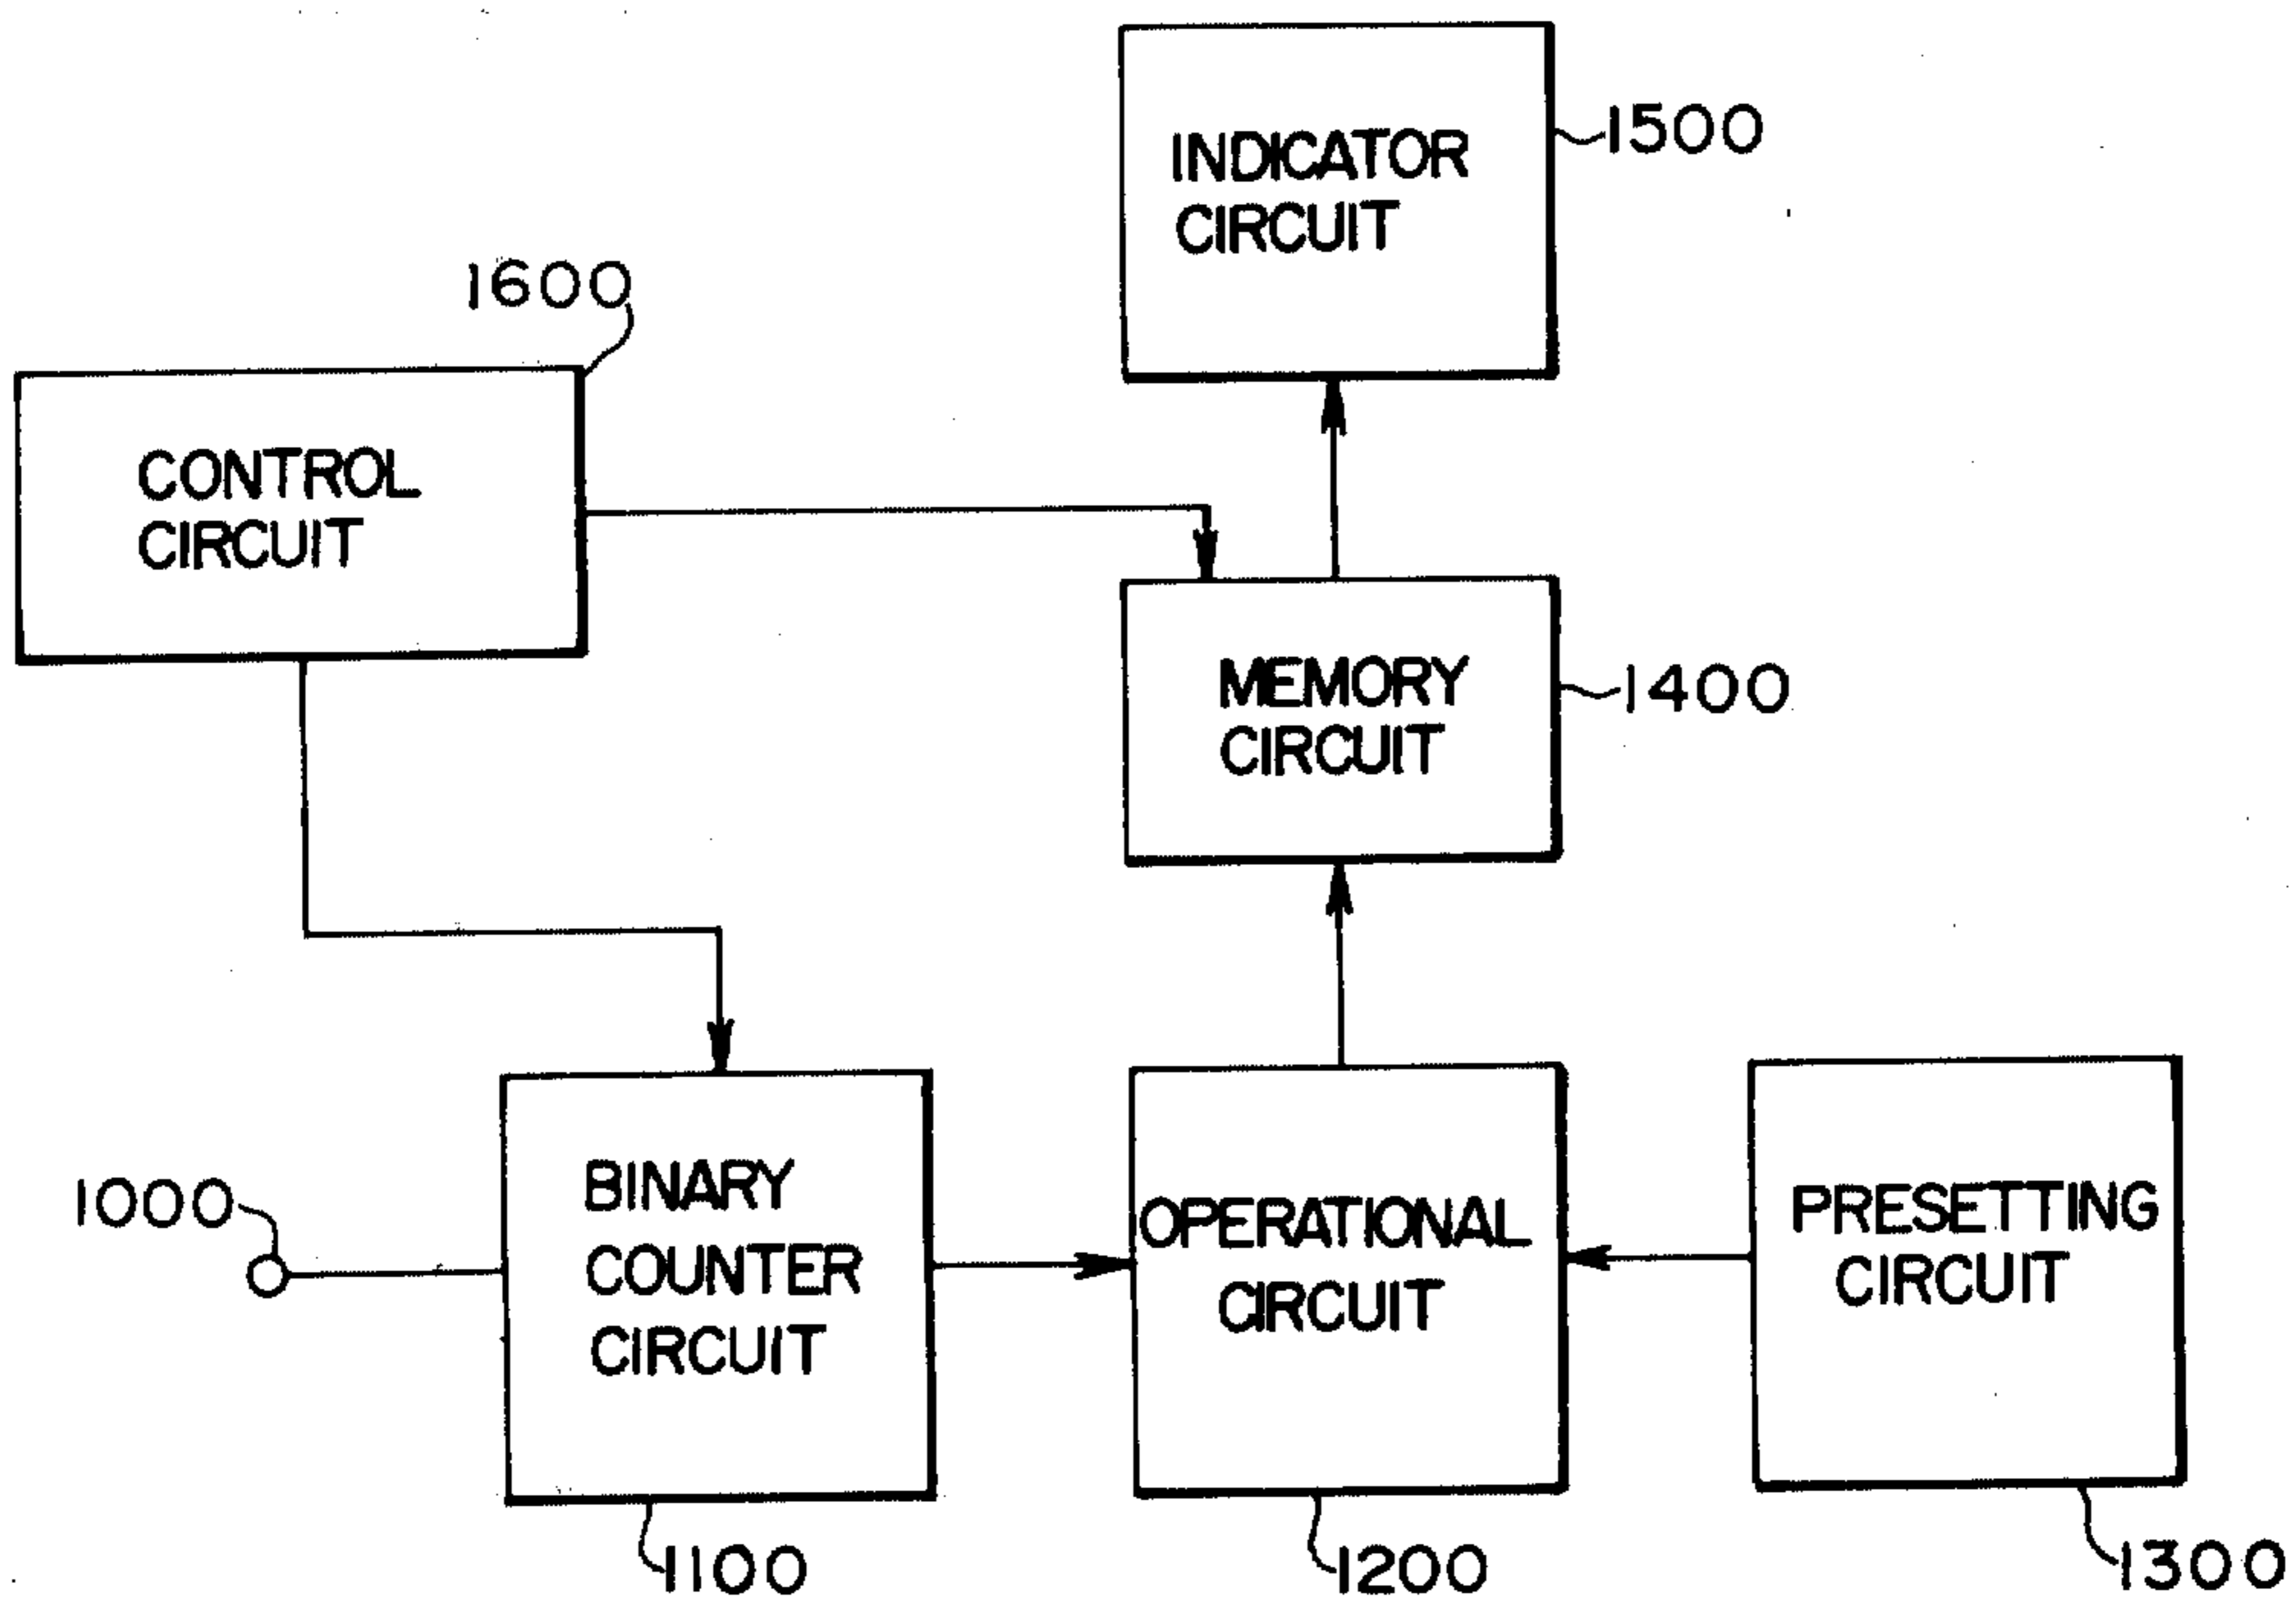 INDICATOR
CIRCUIT
1500
1600
CONTROL
CIRCUIT
MEMORY
CIRCUIT
1400
1000
BINARY
COUNTER
CIRCUIT
1100
OPERATIONAL
CIRCUIT
1200
PRESETTING
CIRCUIT
1300